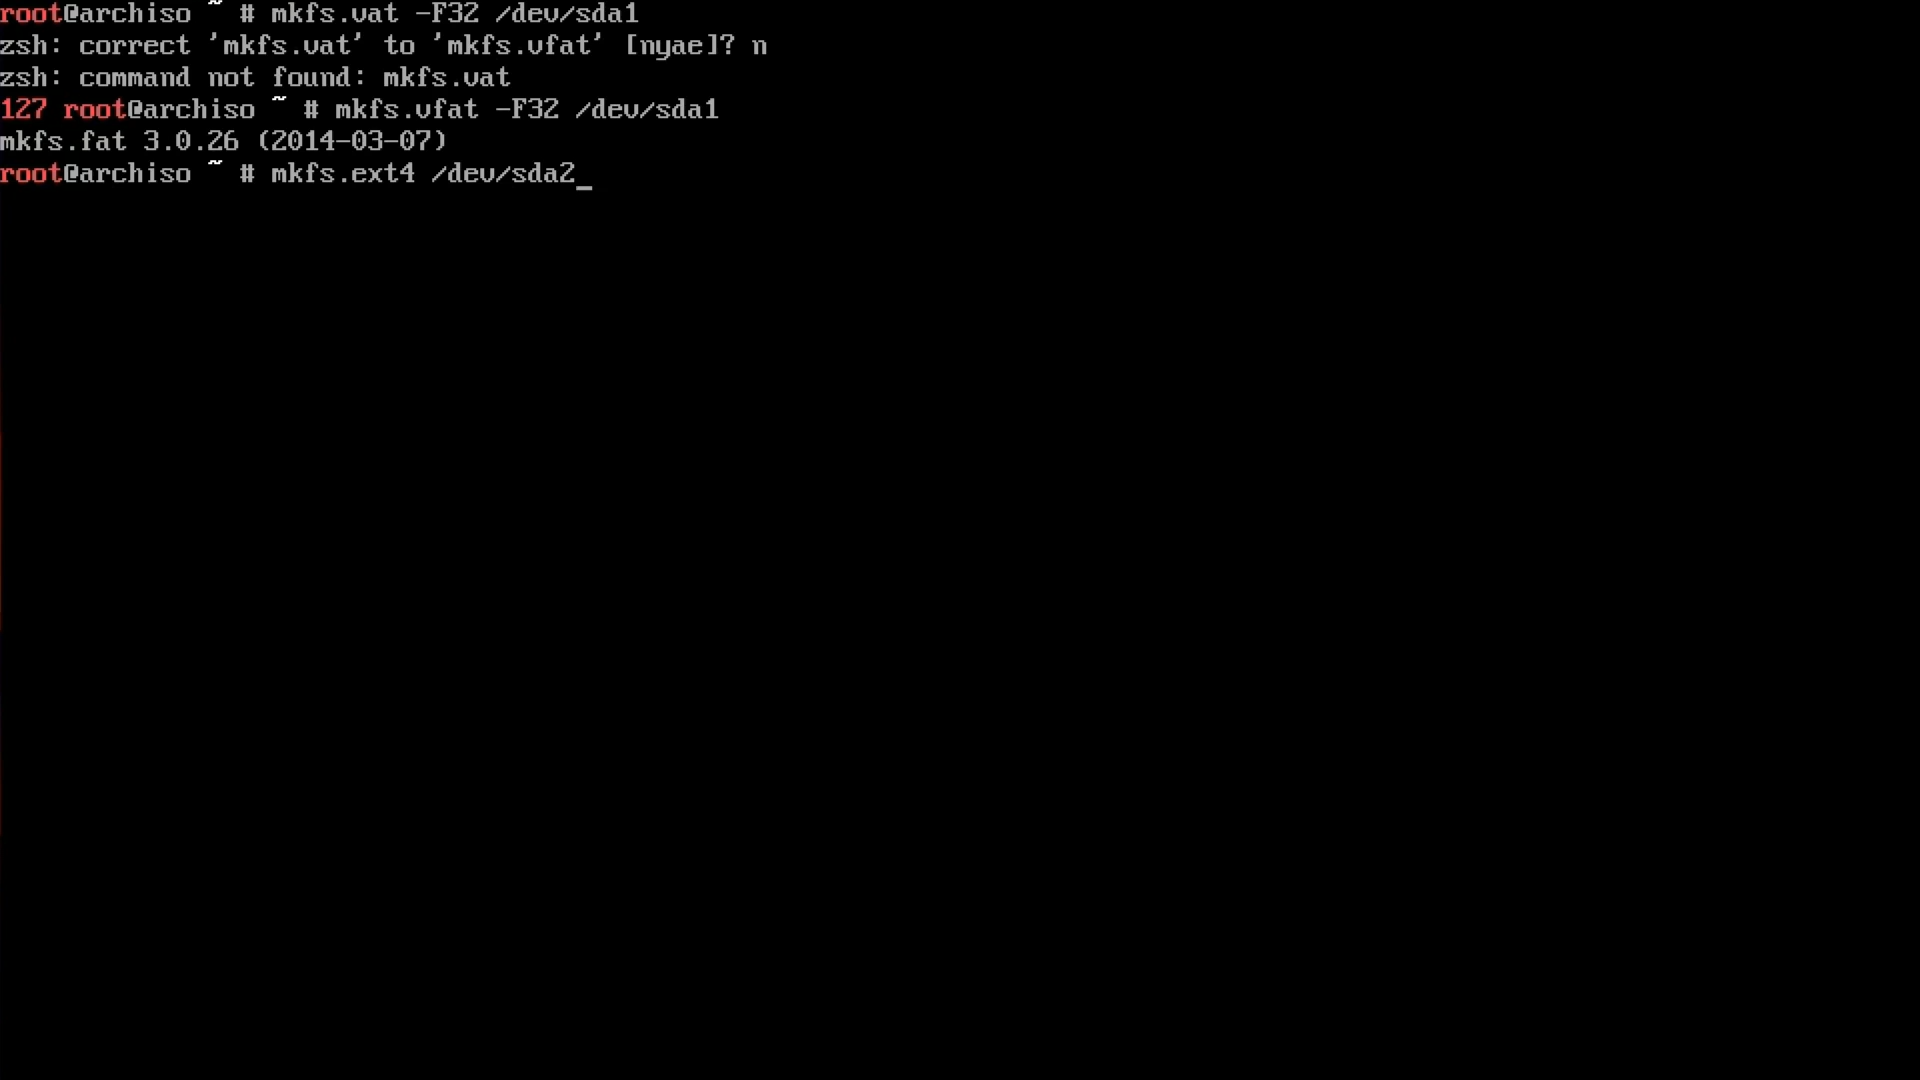 root@archiso ~ # mkfs.vat -F32 /dev/sda1
zsh: correct 'mkfs.vat' to 'mkfs.vfat' [nyae]? n
zsh: command not found: mkfs.vat
127 root@archiso ~ # mkfs.vfat -F32 /dev/sda1
mkfs.fat 3.0.26 (2014-03-07)
root@archiso ~ # mkfs.ext4 /dev/sda2_